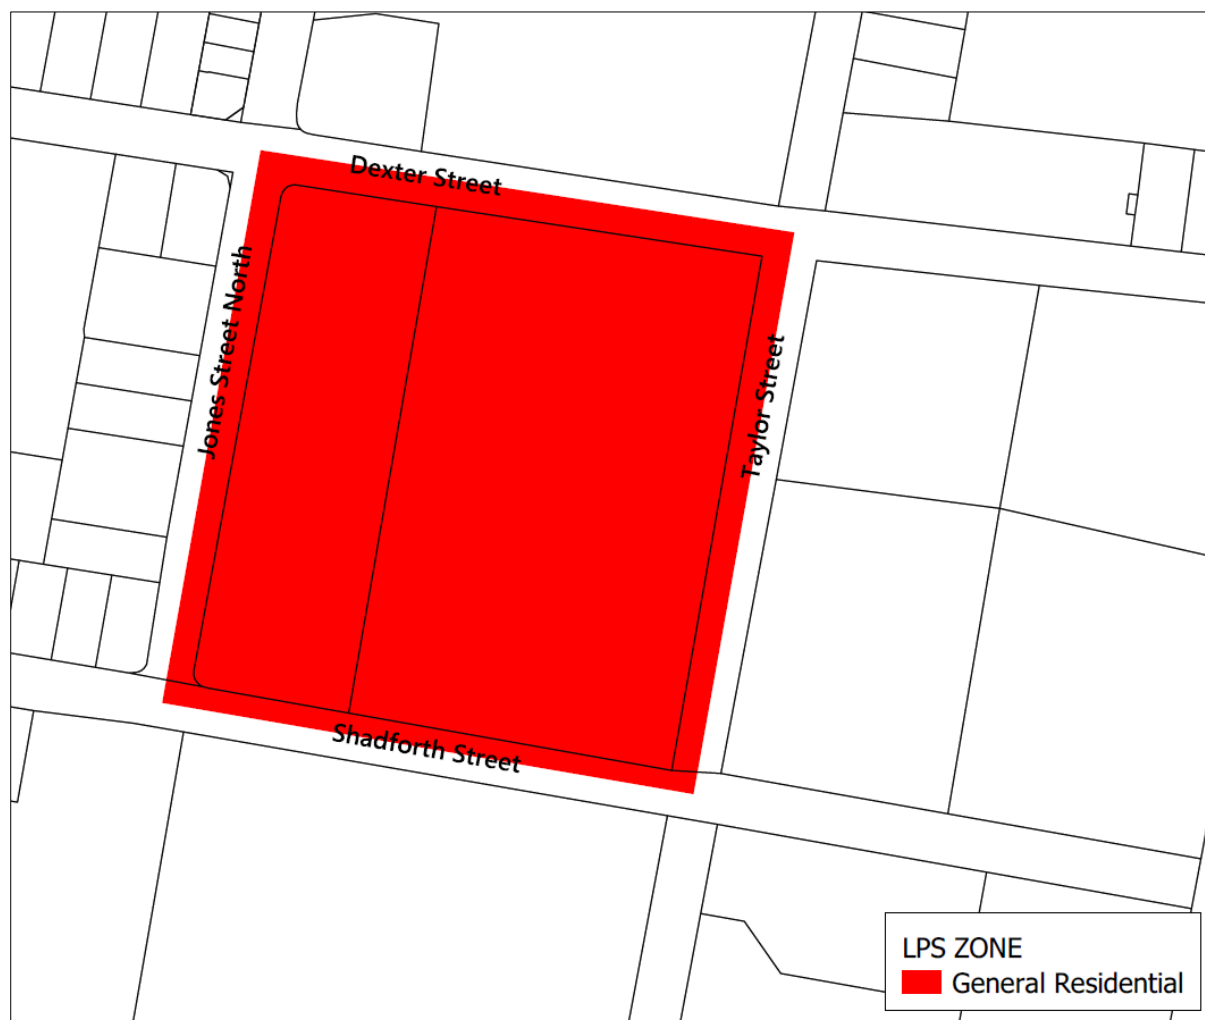 Dexter Street
Jones Street North
Taylor Street
Shadforth Street
LPS ZONE
General Residential